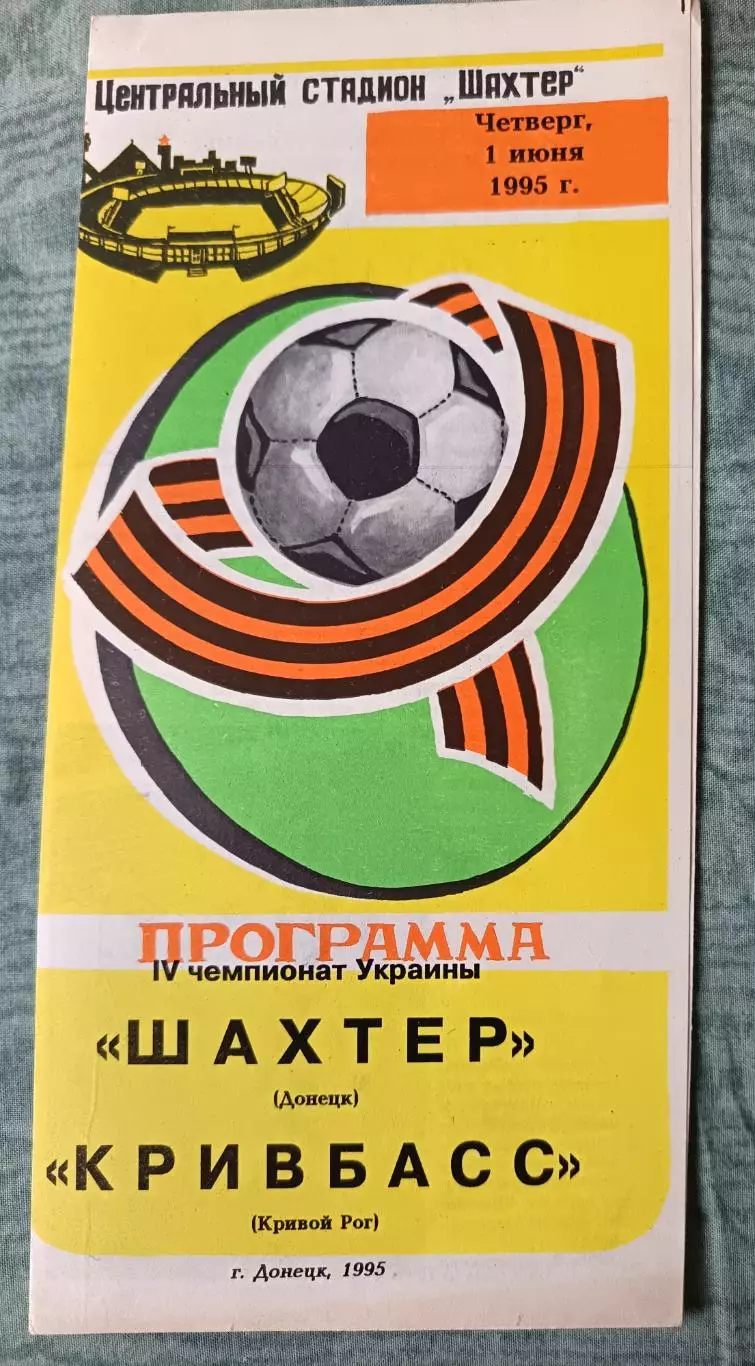 Центральный стадион „Шахтер“
Четверг,
1 июня
1995 г.
ПРОГРАММА
IV чемпионат Украины
«ШАХТЕР»
(Донецк)
«КРИВБАСС»
(Кривой Рог)
г. Донецк, 1995